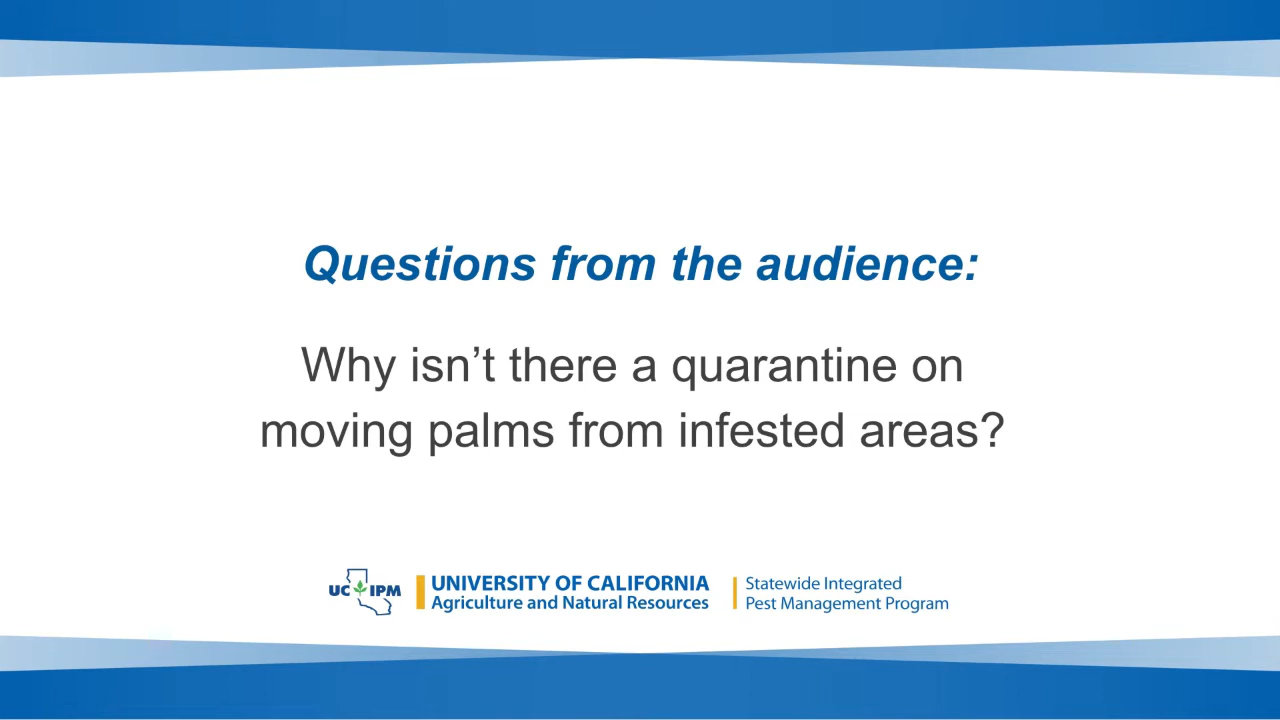 Questions from the audience:
Why isn’t there a quarantine on
moving palms from infested areas?
UC IPM
UNIVERSITY OF CALIFORNIA
Agriculture and Natural Resources
Statewide Integrated
Pest Management Program